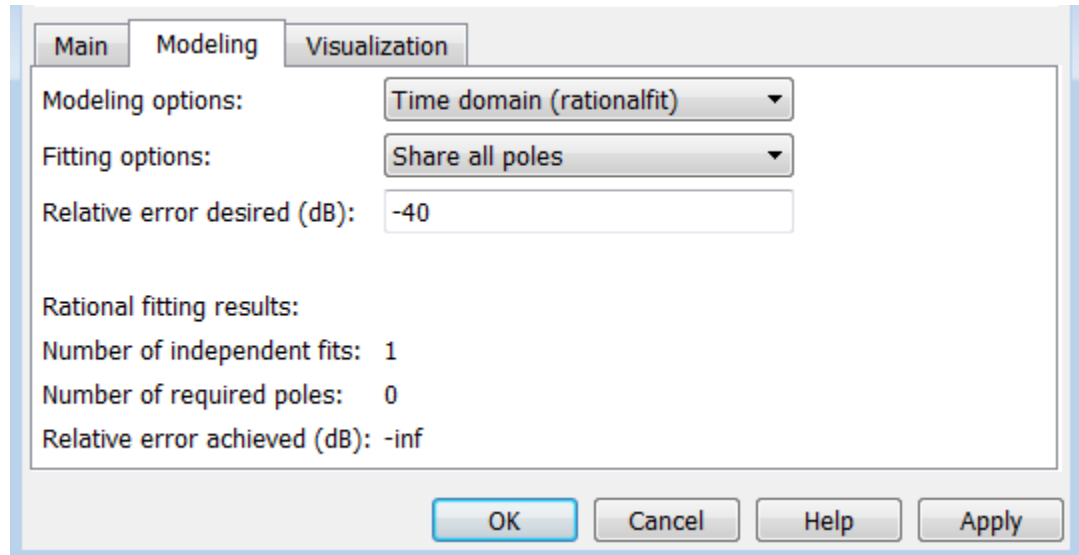 Main Modeling Visualization
Modeling options: Time domain (rationalfit)
Fitting options: Share all poles
Relative error desired (dB): -40
Rational fitting results:
Number of independent fits: 1
Number of required poles: 0
Relative error achieved (dB): -inf
OK Cancel Help Apply